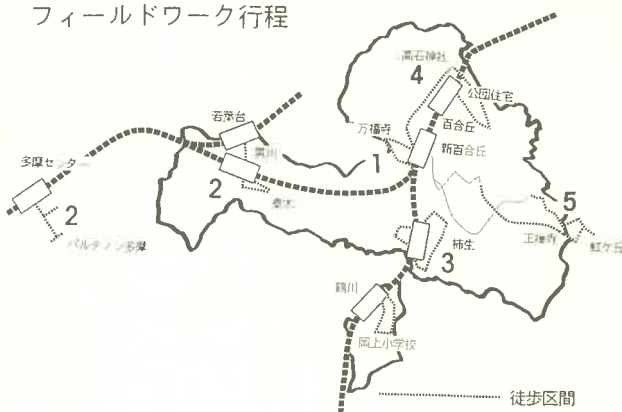 フィールドワーク行程
高石神社
4
公団住宅
若葉台
万福寺
百合丘
1
新百合丘
黒川
多摩センター
2
2
5
柿生
王禅寺
虹ケ丘
3
鶴川
岡上小学校
徒歩区間